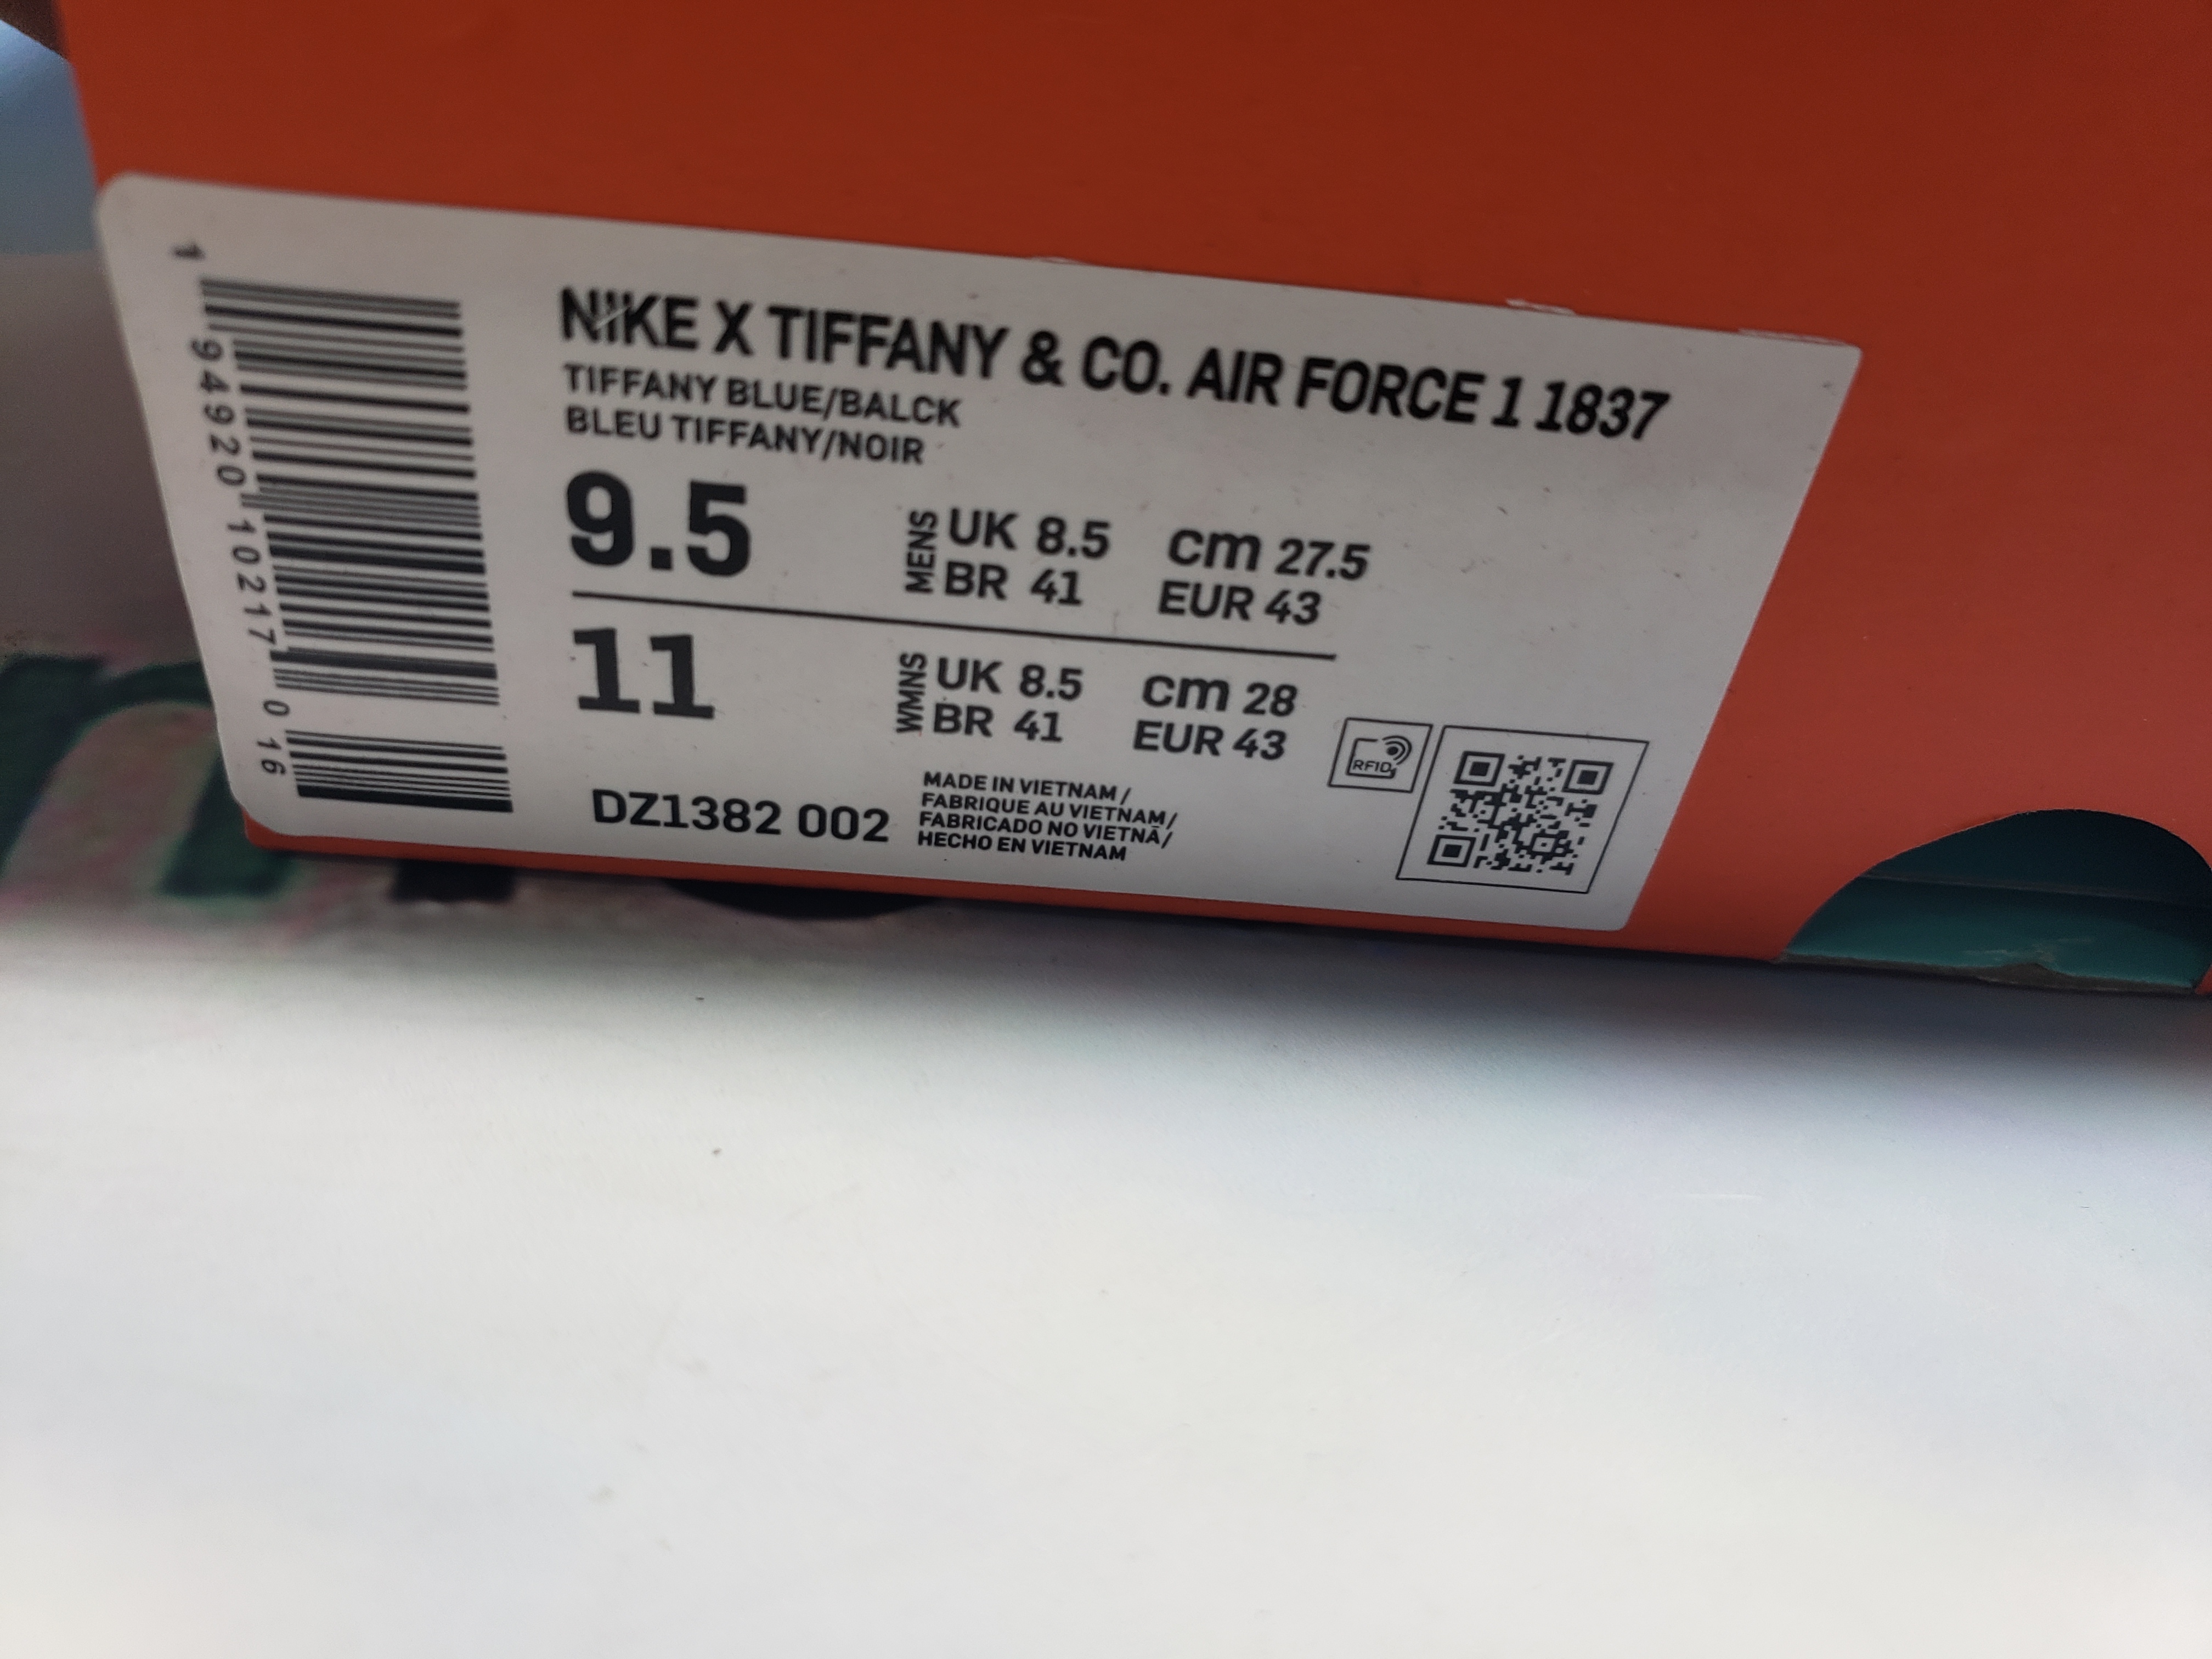 NIKE X TIFFANY & CO. AIR FORCE 1 1837
TIFFANY BLUE/BALCK
BLEU TIFFANY/NOIR
9.5
MENS
UK 8.5 cm 27.5
BR 41 EUR 43
11
WMNS
UK 8.5 cm 28
BR 41 EUR 43
DZ1382 002
MADE IN VIETNAM /
FABRIQUE AU VIETNAM/
FABRICADO NO VIETNÃ/
HECHO EN VIETNAM
RFID
1 94920 10217 0 16